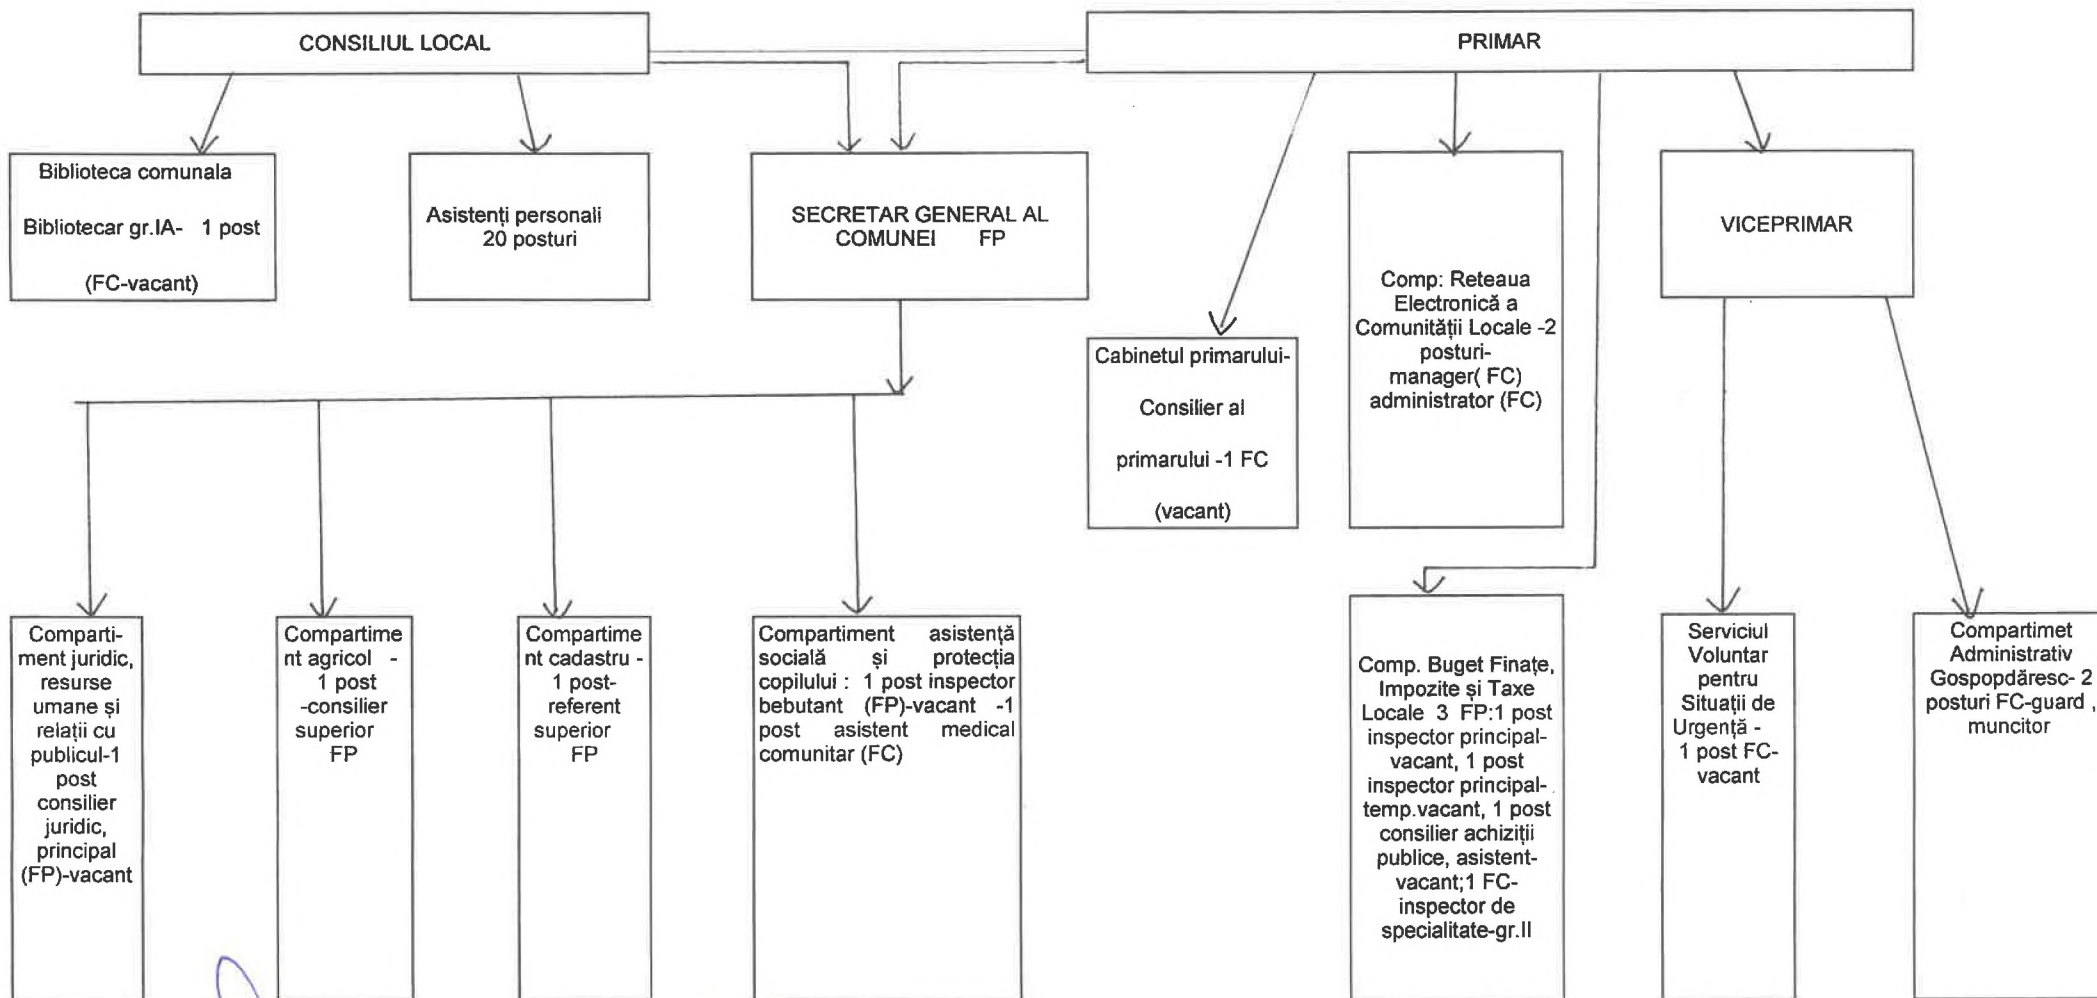 CONSILIUL LOCAL
PRIMAR
Biblioteca comunala
Bibliotecar gr.IA- 1 post
(FC-vacant)
Asistenți personali
20 posturi
SECRETAR GENERAL AL
COMUNEI FP
Comp: Reteaua
Electronică a
Comunității Locale -2
posturi-
manager( FC)
administrator (FC)
VICEPRIMAR
Cabinetul primarului-
Consilier al
primarului -1 FC
(vacant)
Comparti-
ment juridic,
resurse
umane și
relații cu
publicul-1
post
consilier
juridic,
principal
(FP)-vacant
Compartime
nt agricol -
1 post
-consilier
superior
FP
Compartime
nt cadastru -
1 post-
referent
superior
FP
Compartiment asistență
socială și protecția
copilului : 1 post inspector
bebutant (FP)-vacant -1
post asistent medical
comunitar (FC)
Comp. Buget Finațe,
Impozite și Taxe
Locale 3 FP:1 post
inspector principal-
vacant, 1 post
inspector principal-
temp.vacant, 1 post
consilier achiziții
publice, asistent-
vacant;1 FC-
inspector de
specialitate-gr.II
Serviciul
Voluntar
pentru
Situații de
Urgență -
1 post FC-
vacant
Compartimet
Administrativ
Gospopdăresc- 2
posturi FC-guard ,
muncitor